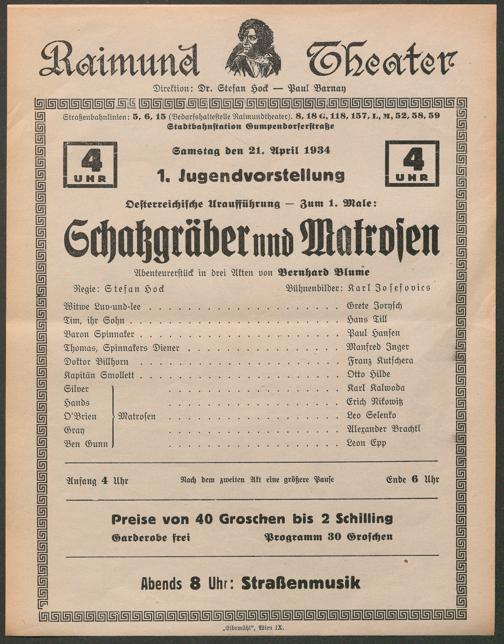 Raimund Theater
Direktion: Dr. Stefan Hock — Paul Barnay
Straßenbahnlinien: 5, 6, 15 (Bedarfshaltestelle Raimundtheater). 8, 18 G, 118, 157, L, M, 52, 58, 59
Stadtbahnstation Gumpendorferstraße
4 UHR
Samstag den 21. April 1934
4 UHR
1. Jugendvorstellung
Oesterreichische Uraufführung — Zum 1. Male:
Schatzgräber und Matrosen
Abenteurerstück in drei Akten von Bernhard Blume
Regie: Stefan Hock Bühnenbilder: Karl Josefovics
Witwe Luv-und-lee . . . Grete Jorysch
Tim, ihr Sohn . . . Hans Till
Baron Spinnaker . . . Paul Hansen
Thomas, Spinnakers Diener . . . Manfred Inger
Doktor Billhorn . . . Franz Kutschera
Kapitän Smollett . . . Otto Hilde
Silver . . . Karl Kalwoda
Hands . . . Erich Nikowitz
O'Brien } Matrosen . . . Leo Selenko
Gray . . . Alexander Brachtl
Ben Gunn . . . Leon Epp
Anfang 4 Uhr Nach dem zweiten Akt eine größere Pause Ende 6 Uhr
Preise von 40 Groschen bis 2 Schilling
Garderobe frei Programm 30 Groschen
Abends 8 Uhr: Straßenmusik
„Elbemühl", Wien IX.